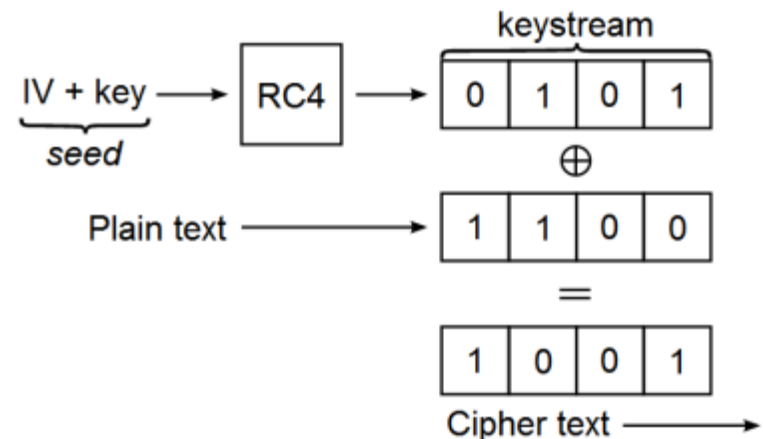 keystream
IV + key RC4 0 1 0 1
seed
⊕
Plain text 1 1 0 0
=
1 0 0 1
Cipher text